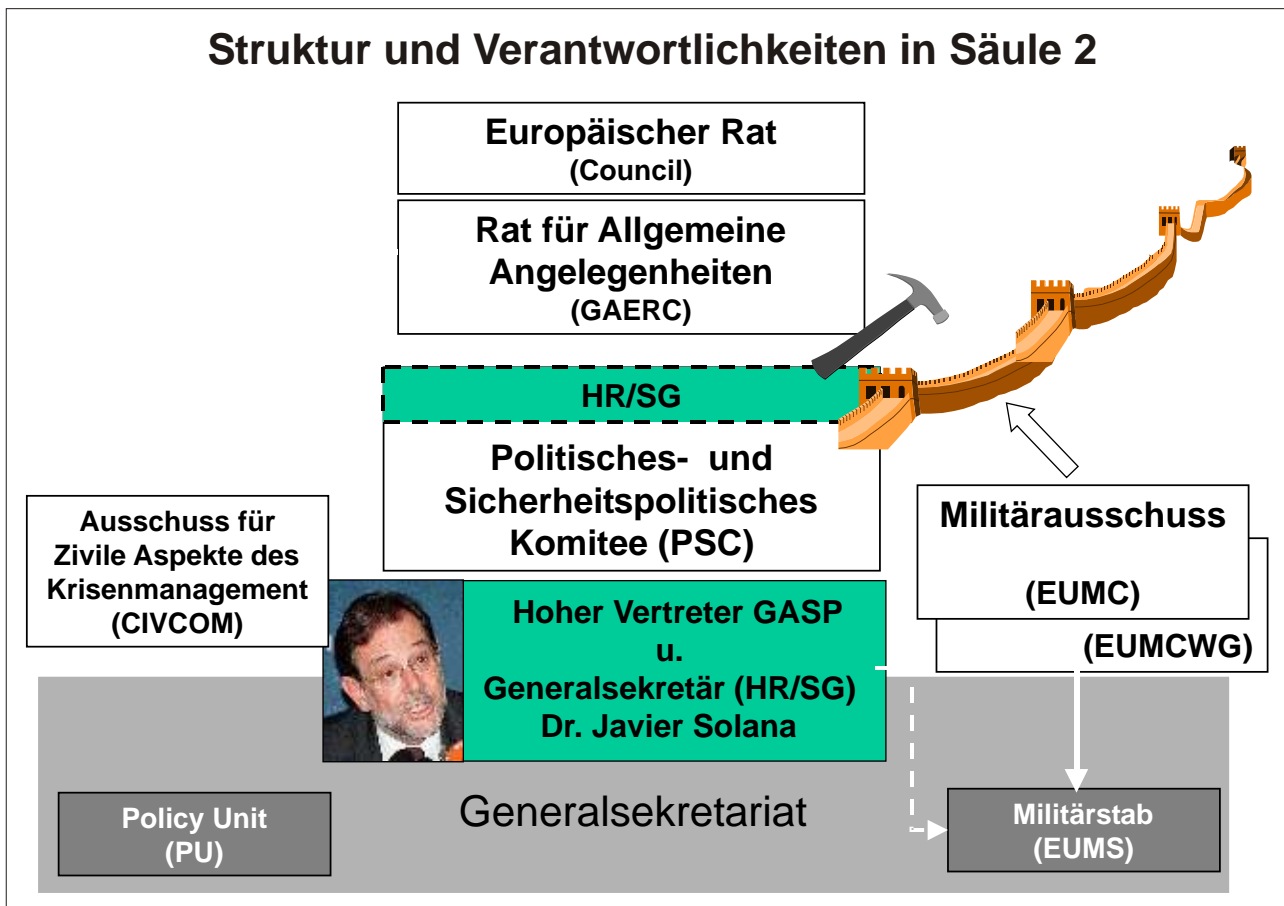 Struktur und Verantwortlichkeiten in Säule 2
Europäischer Rat
(Council)
Rat für Allgemeine
Angelegenheiten
(GAERC)
HR/SG
Politisches- und
Sicherheitspolitisches
Komitee (PSC)
Ausschuss für
Zivile Aspekte des
Krisenmanagement
(CIVCOM)
Militärausschuss
(EUMC)
(EUMCWG)
Hoher Vertreter GASP
u.
Generalsekretär (HR/SG)
Dr. Javier Solana
Generalsekretariat
Policy Unit
(PU)
Militärstab
(EUMS)